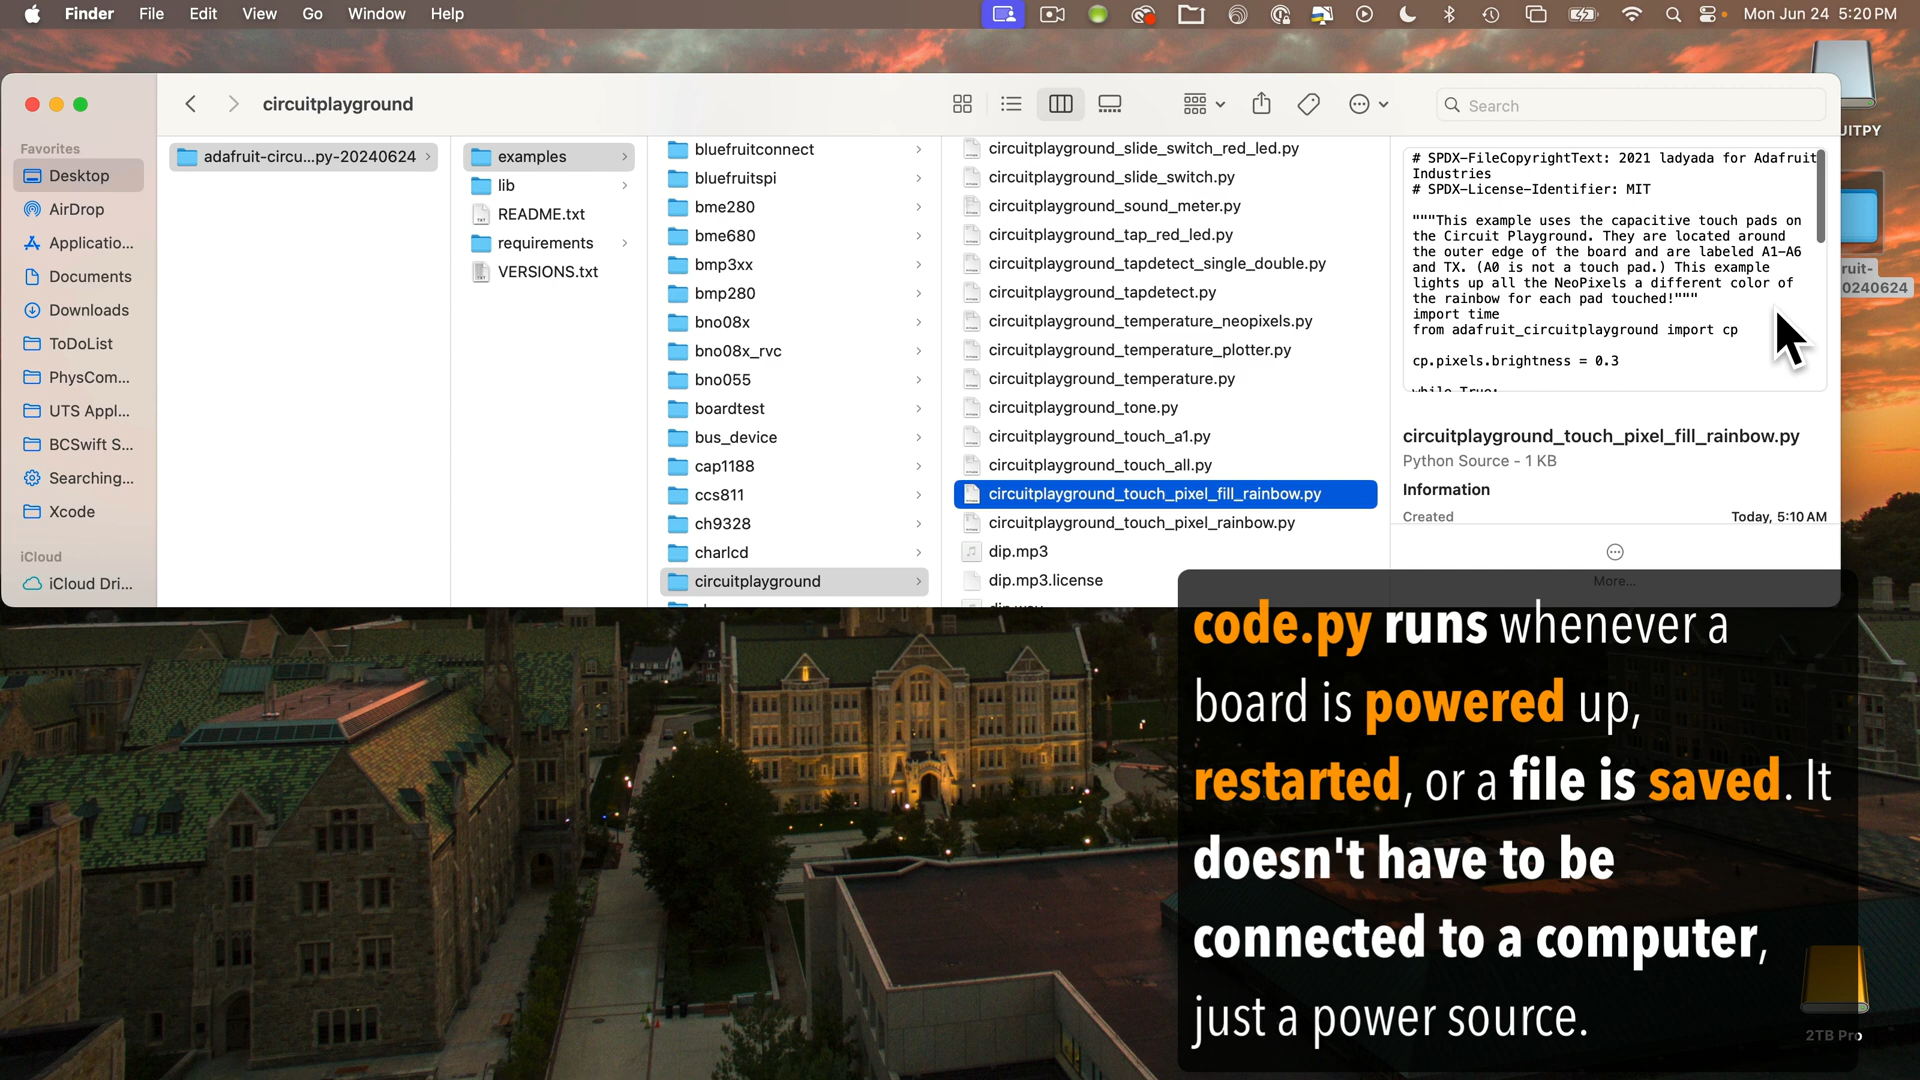 Finder File Edit View Go Window Help
Mon Jun 24 5:20 PM
circuitplayground
Search
Favorites
Desktop
AirDrop
Applicatio...
Documents
Downloads
ToDoList
PhysCom...
UTS Appl...
BCSwift S...
Searching...
Xcode
iCloud
iCloud Dri...
adafruit-circu...py-20240624
examples
lib
README.txt
requirements
VERSIONS.txt
bluefruitconnect
bluefruitspi
bme280
bme680
bmp3xx
bmp280
bno08x
bno08x_rvc
bno055
boardtest
bus_device
cap1188
ccs811
ch9328
charlcd
circuitplayground
circuitplayground_slide_switch_red_led.py
circuitplayground_slide_switch.py
circuitplayground_sound_meter.py
circuitplayground_tap_red_led.py
circuitplayground_tapdetect_single_double.py
circuitplayground_tapdetect.py
circuitplayground_temperature_neopixels.py
circuitplayground_temperature_plotter.py
circuitplayground_temperature.py
circuitplayground_tone.py
circuitplayground_touch_a1.py
circuitplayground_touch_all.py
circuitplayground_touch_pixel_fill_rainbow.py
circuitplayground_touch_pixel_rainbow.py
dip.mp3
dip.mp3.license
# SPDX-FileCopyrightText: 2021 ladyada for Adafruit
Industries
# SPDX-License-Identifier: MIT
"""This example uses the capacitive touch pads on
the Circuit Playground. They are located around
the outer edge of the board and are labeled A1-A6
and TX. (A0 is not a touch pad.) This example
lights up all the NeoPixels a different color of
the rainbow for each pad touched!"""
import time
from adafruit_circuitplayground import cp
cp.pixels.brightness = 0.3
while True:
circuitplayground_touch_pixel_fill_rainbow.py
Python Source - 1 KB
Information
Created Today, 5:10 AM
More...
UITPY
ruit-
0240624
code.py runs whenever a
board is powered up,
restarted, or a file is saved. It
doesn't have to be
connected to a computer,
just a power source.
2TB Pro